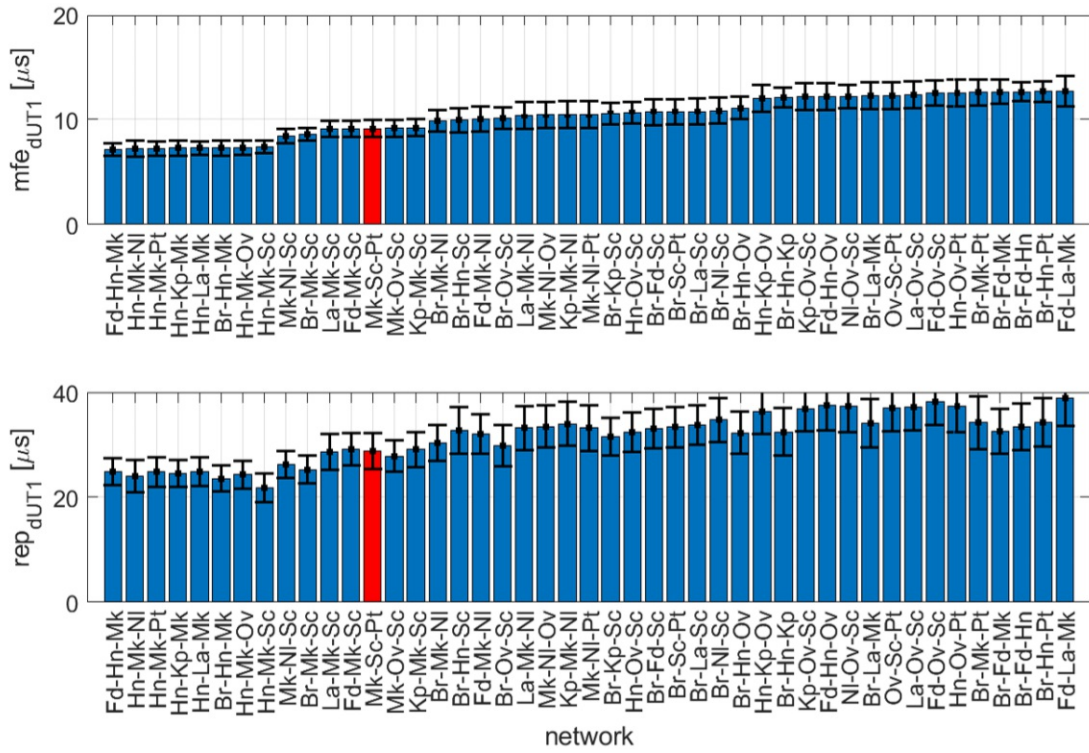 20
10
0
mfe dUT1 [μs]
Fd-Hn-Mk
Hn-Mk-Nl
Hn-Mk-Pt
Hn-Kp-Mk
Hn-La-Mk
Br-Hn-Mk
Hn-Mk-Ov
Hn-Mk-Sc
Mk-Nl-Sc
Br-Mk-Sc
La-Mk-Sc
Fd-Mk-Sc
Mk-Sc-Pt
Mk-Ov-Sc
Kp-Mk-Sc
Br-Mk-Nl
Br-Hn-Sc
Fd-Mk-Nl
Br-Ov-Sc
La-Mk-Nl
Mk-Nl-Ov
Kp-Mk-Nl
Mk-Nl-Pt
Br-Kp-Sc
Hn-Ov-Sc
Br-Fd-Sc
Br-Sc-Pt
Br-La-Sc
Br-Nl-Sc
Br-Hn-Ov
Hn-Kp-Ov
Br-Hn-Kp
Kp-Ov-Sc
Fd-Hn-Ov
Nl-Ov-Sc
Br-La-Mk
Ov-Sc-Pt
La-Ov-Sc
Fd-Ov-Sc
Hn-Ov-Pt
Br-Mk-Pt
Br-Fd-Mk
Br-Fd-Hn
Br-Hn-Pt
Fd-La-Mk
40
20
0
rep dUT1 [μs]
Fd-Hn-Mk
Hn-Mk-Nl
Hn-Mk-Pt
Hn-Kp-Mk
Hn-La-Mk
Br-Hn-Mk
Hn-Mk-Ov
Hn-Mk-Sc
Mk-Nl-Sc
Br-Mk-Sc
La-Mk-Sc
Fd-Mk-Sc
Mk-Sc-Pt
Mk-Ov-Sc
Kp-Mk-Sc
Br-Mk-Nl
Br-Hn-Sc
Fd-Mk-Nl
Br-Ov-Sc
La-Mk-Nl
Mk-Nl-Ov
Kp-Mk-Nl
Mk-Nl-Pt
Br-Kp-Sc
Hn-Ov-Sc
Br-Fd-Sc
Br-Sc-Pt
Br-La-Sc
Br-Nl-Sc
Br-Hn-Ov
Hn-Kp-Ov
Br-Hn-Kp
Kp-Ov-Sc
Fd-Hn-Ov
Nl-Ov-Sc
Br-La-Mk
Ov-Sc-Pt
La-Ov-Sc
Fd-Ov-Sc
Hn-Ov-Pt
Br-Mk-Pt
Br-Fd-Mk
Br-Fd-Hn
Br-Hn-Pt
Fd-La-Mk
network